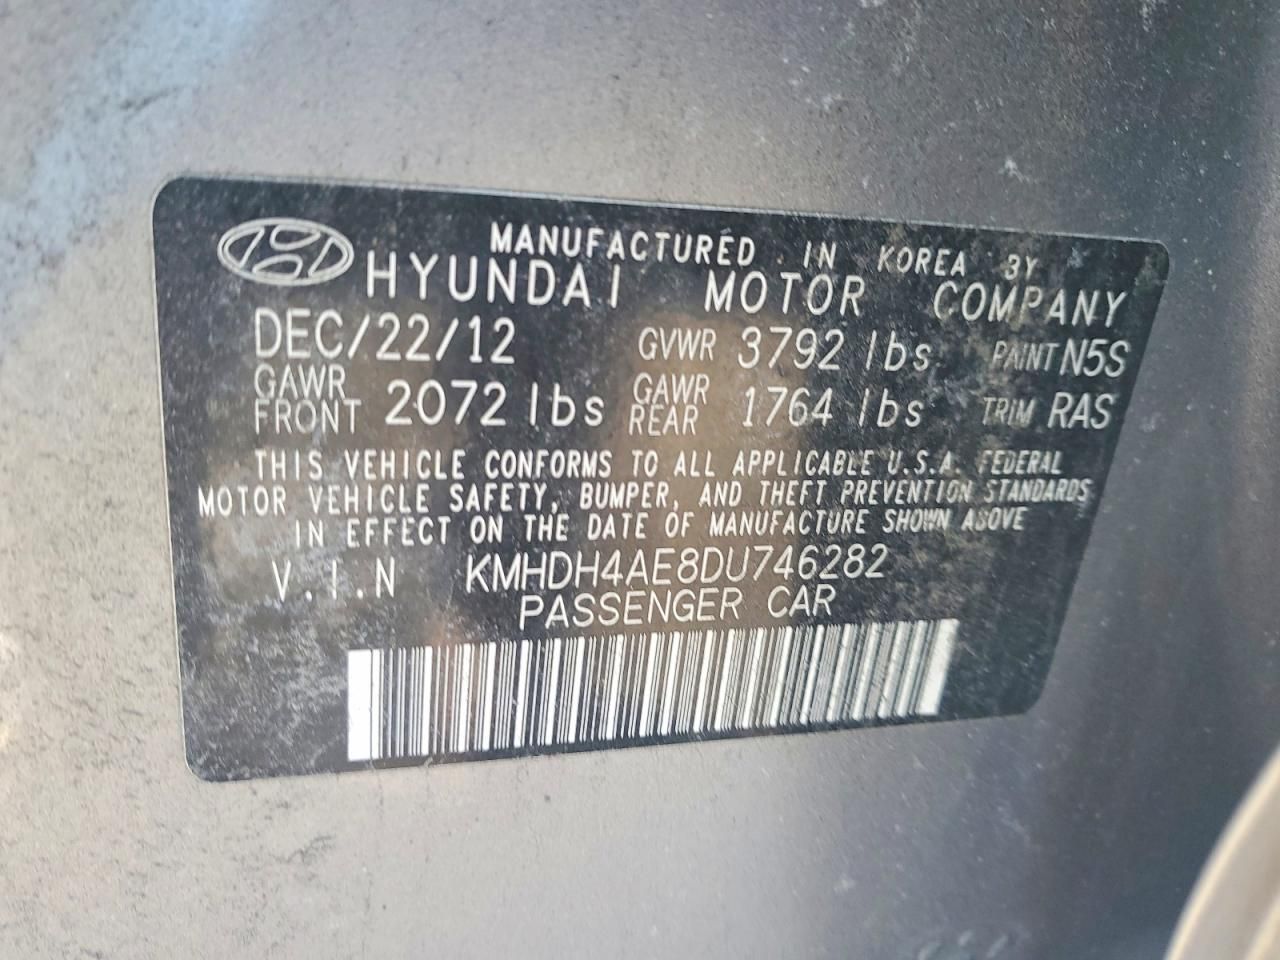 MANUFACTURED IN KOREA BY
HYUNDAI MOTOR COMPANY
DEC/22/12 GVWR 3792 lbs PAINT N5S
GAWR FRONT 2072 lbs GAWR REAR 1764 lbs TRIM RAS
THIS VEHICLE CONFORMS TO ALL APPLICABLE U.S.A. FEDERAL
MOTOR VEHICLE SAFETY, BUMPER, AND THEFT PREVENTION STANDARDS
IN EFFECT ON THE DATE OF MANUFACTURE SHOWN ABOVE
V.I.N KMHDH4AE8DU746282
PASSENGER CAR